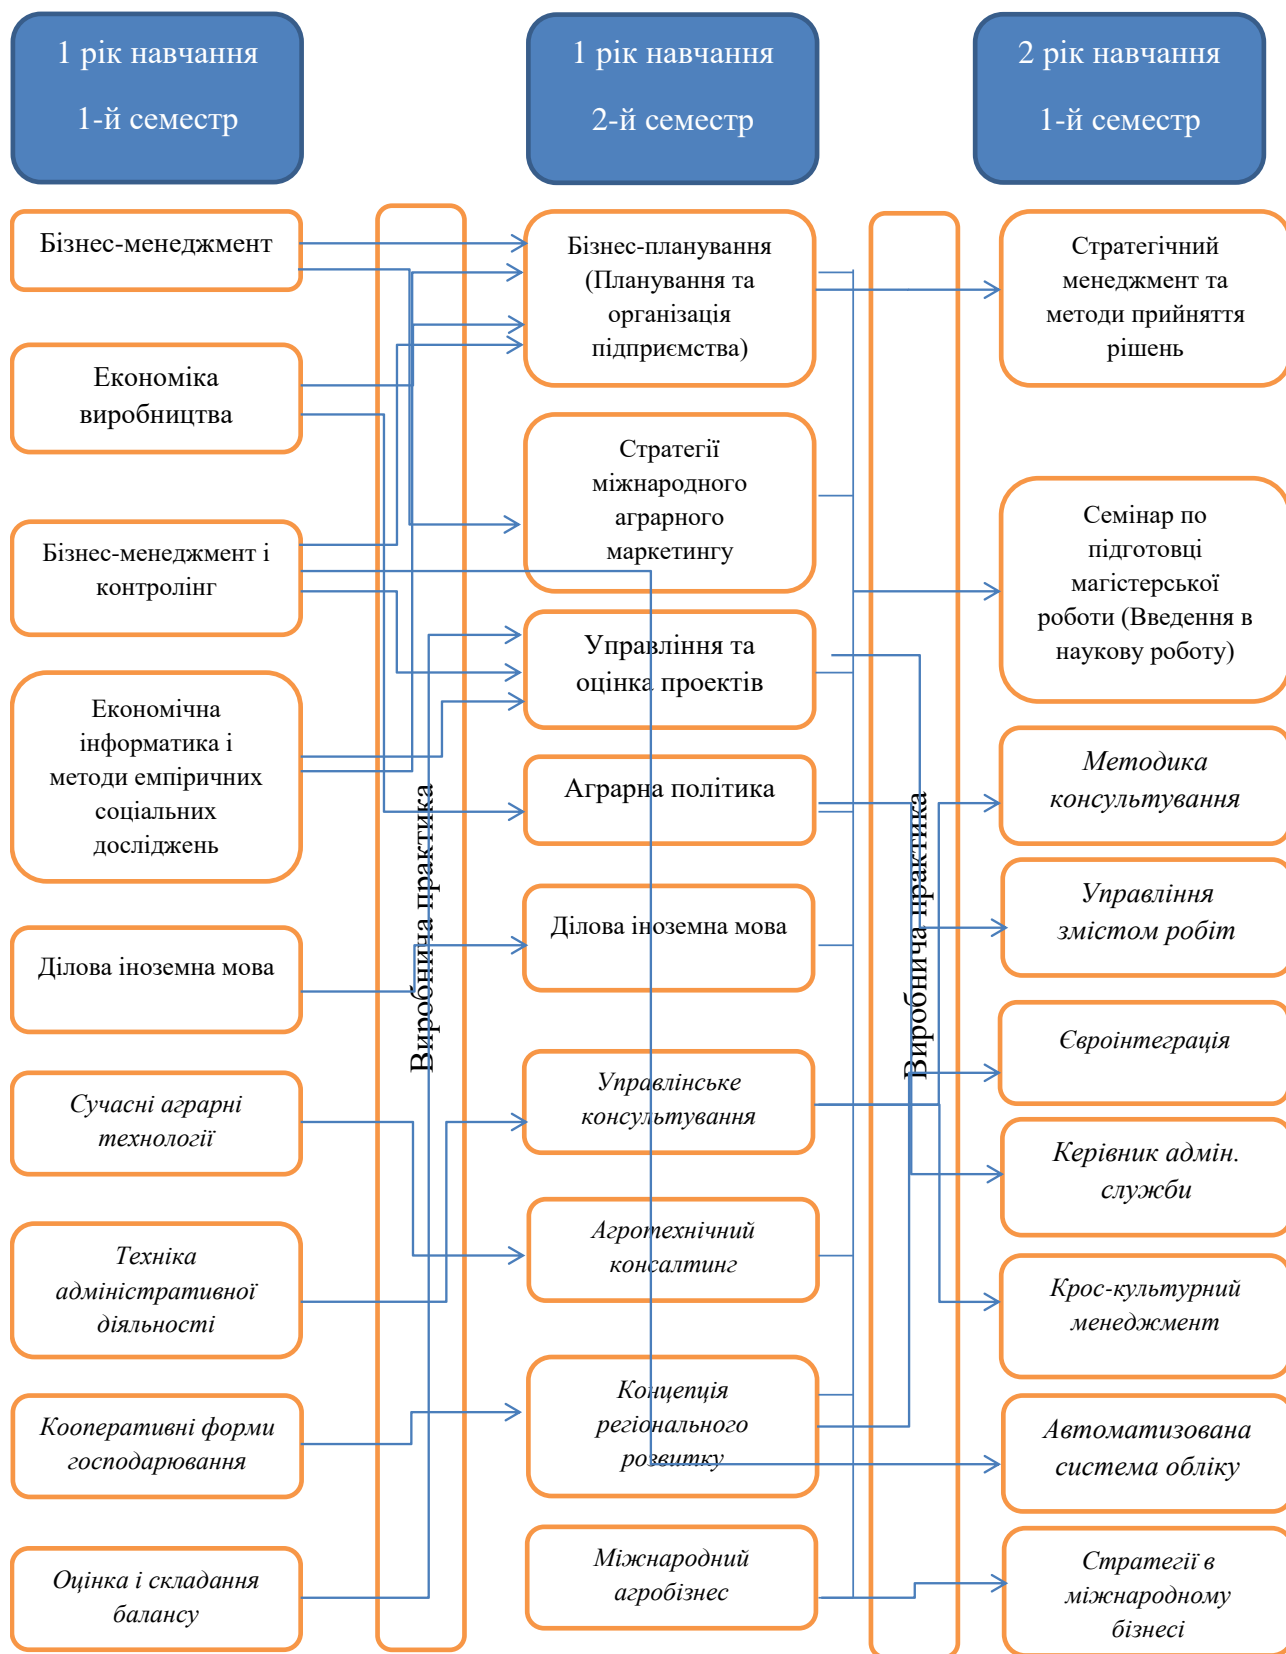 1 рік навчання
1-й семестр
1 рік навчання
2-й семестр
2 рік навчання
1-й семестр
Бізнес-менеджмент
Економіка
виробництва
Бізнес-менеджмент і
контролінг
Економічна
інформатика і
методи емпіричних
соціальних
досліджень
Ділова іноземна мова
Сучасні аграрні
технології
Техніка
адміністративної
діяльності
Кооперативні форми
господарювання
Оцінка і складання
балансу
Виробнича практика
Бізнес-планування
(Планування та
організація
підприємства)
Стратегії
міжнародного
аграрного
маркетингу
Управління та
оцінка проектів
Аграрна політика
Ділова іноземна мова
Управлінське
консультування
Агротехнічний
консалтинг
Концепція
регіонального
розвитку
Міжнародний
агробізнес
Виробнича практика
Стратегічний
менеджмент та
методи прийняття
рішень
Семінар по
підготовці
магістерської
роботи (Введення в
наукову роботу)
Методика
консультування
Управління
змістом робіт
Євроінтеграція
Керівник адмін.
служби
Крос-культурний
менеджмент
Автоматизована
система обліку
Стратегії в
міжнародному
бізнесі